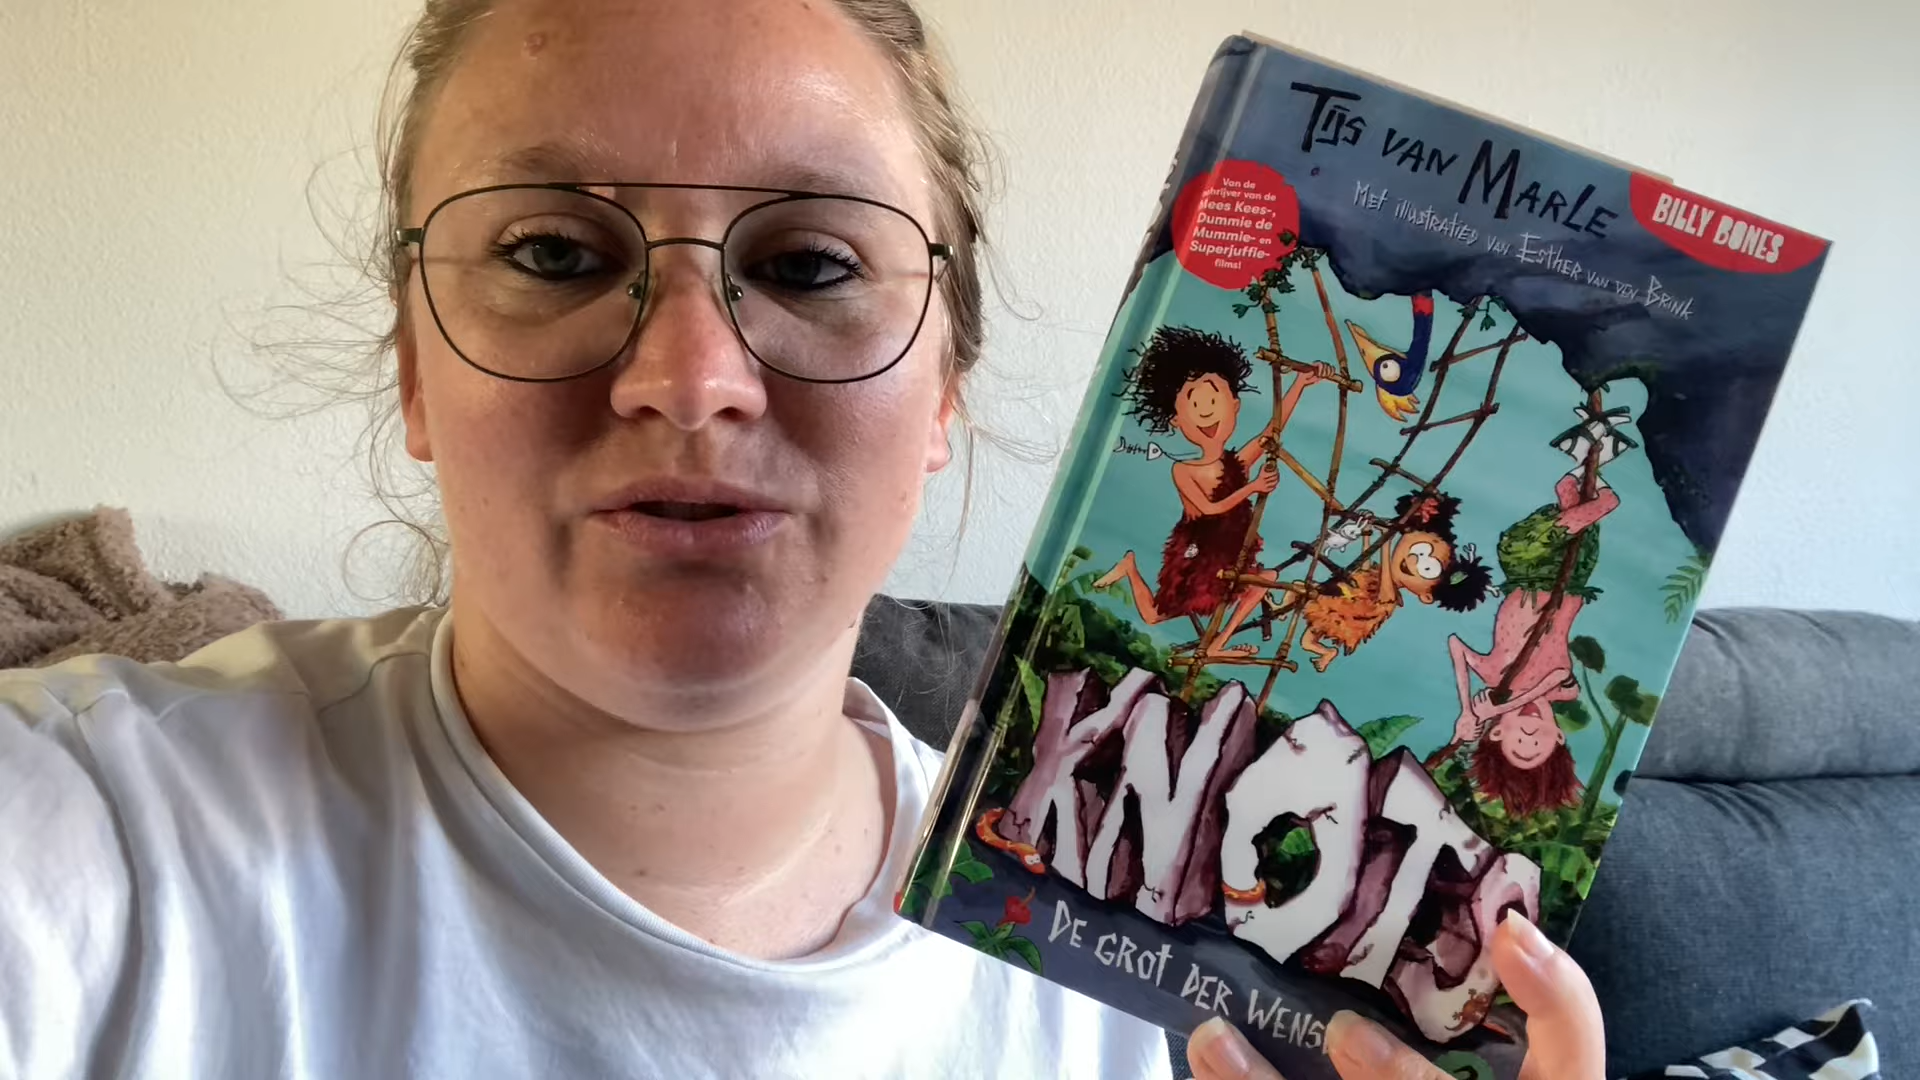 Tijs van Marle
Met illustraties van Esther van den Brink
BILLY BONES
Van de
schrijver van de
Mees Kees-,
Dummie de
Mummie- en
Superjuffie-
films!
KNOTS
DE GROT DER